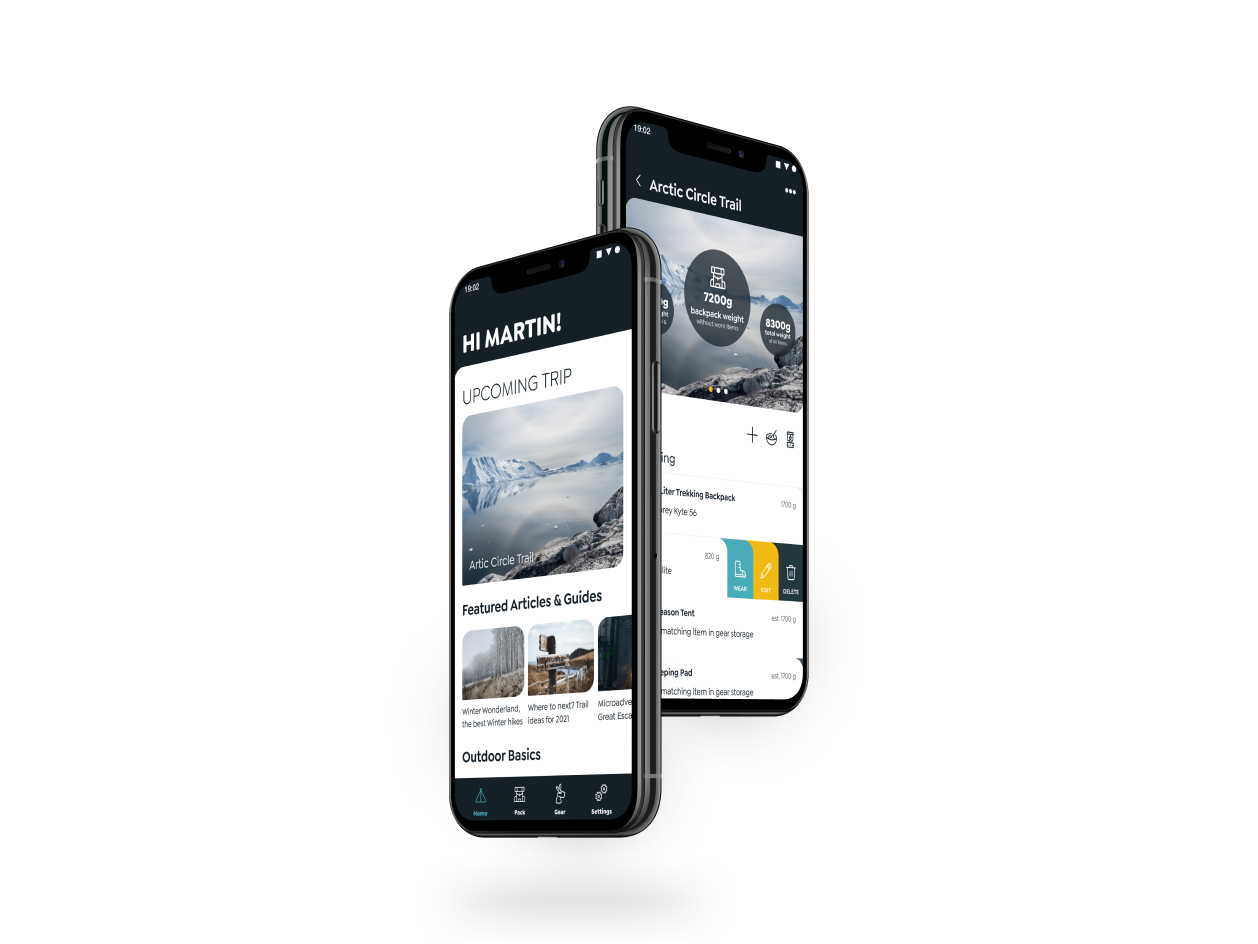 19:02
HI MARTIN!
UPCOMING TRIP
Artic Circle Trail
Featured Articles & Guides
Winter Wonderland,
the best Winter hikes
Where to next? Trail
ideas for 2021
Microadve
Great Esca
Outdoor Basics
Home
Pack
Gear
Settings
19:02
Arctic Circle Trail
7200g
backpack weight
without worn items
8300g
total weight
of all items
ing
Liter Trekking Backpack
1700 g
prey Kyte 56
820 g
lite
WEAR
EDIT
DELETE
eason Tent
est. 1700 g
matching item in gear storage
eping Pad
est. 1700 g
matching item in gear storage